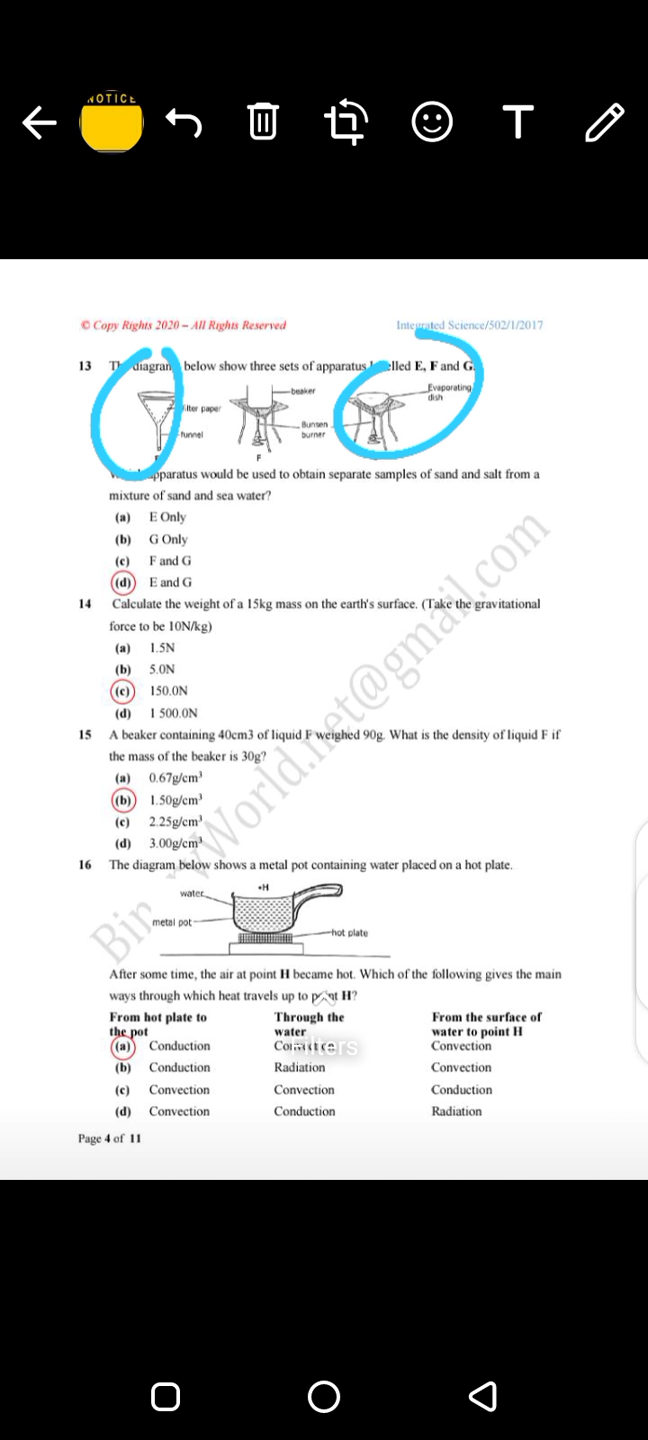 NOTICE
T
© Copy Rights 2020 – All Rights Reserved
Integrated Science/502/1/2017
13 The diagrams below show three sets of apparatus labelled E, F and G.
filter paper
funnel
beaker
Bunsen
burner
F
Evaporating
dish
apparatus would be used to obtain separate samples of sand and salt from a
mixture of sand and sea water?
(a) E Only
(b) G Only
(c) F and G
(d) E and G
14 Calculate the weight of a 15kg mass on the earth's surface. (Take the gravitational
force to be 10N/kg)
(a) 1.5N
(b) 5.0N
(c) 150.0N
(d) 1 500.0N
15 A beaker containing 40cm3 of liquid F weighed 90g. What is the density of liquid F if
the mass of the beaker is 30g?
(a) 0.67g/cm³
(b) 1.50g/cm³
(c) 2.25g/cm³
(d) 3.00g/cm³
16 The diagram below shows a metal pot containing water placed on a hot plate.
•H
water
metal pot
hot plate
After some time, the air at point H became hot. Which of the following gives the main
ways through which heat travels up to point H?
From hot plate to Through the From the surface of
the pot water water to point H
(a) Conduction Convection Convection
Filters
(b) Conduction Radiation Convection
(c) Convection Convection Conduction
(d) Convection Conduction Radiation
Page 4 of 11